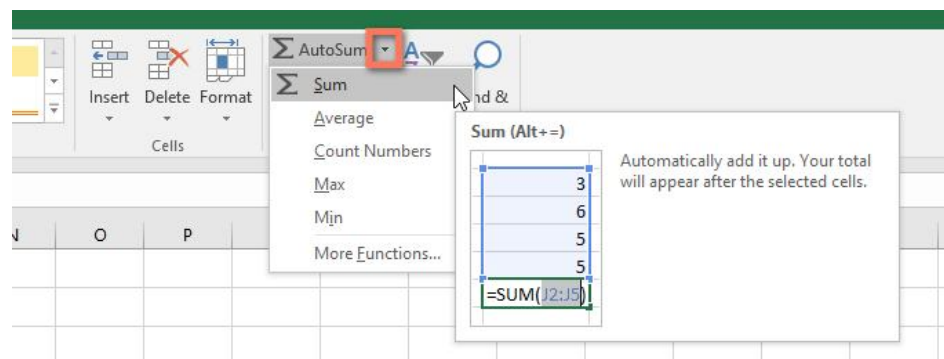 AutoSum
Insert Delete Format
nd &
Cells
Sum
Average
Count Numbers
Max
Min
More Functions...
Sum (Alt+=)
Automatically add it up. Your total
will appear after the selected cells.
3
6
5
5
=SUM(J2:J5)
O P